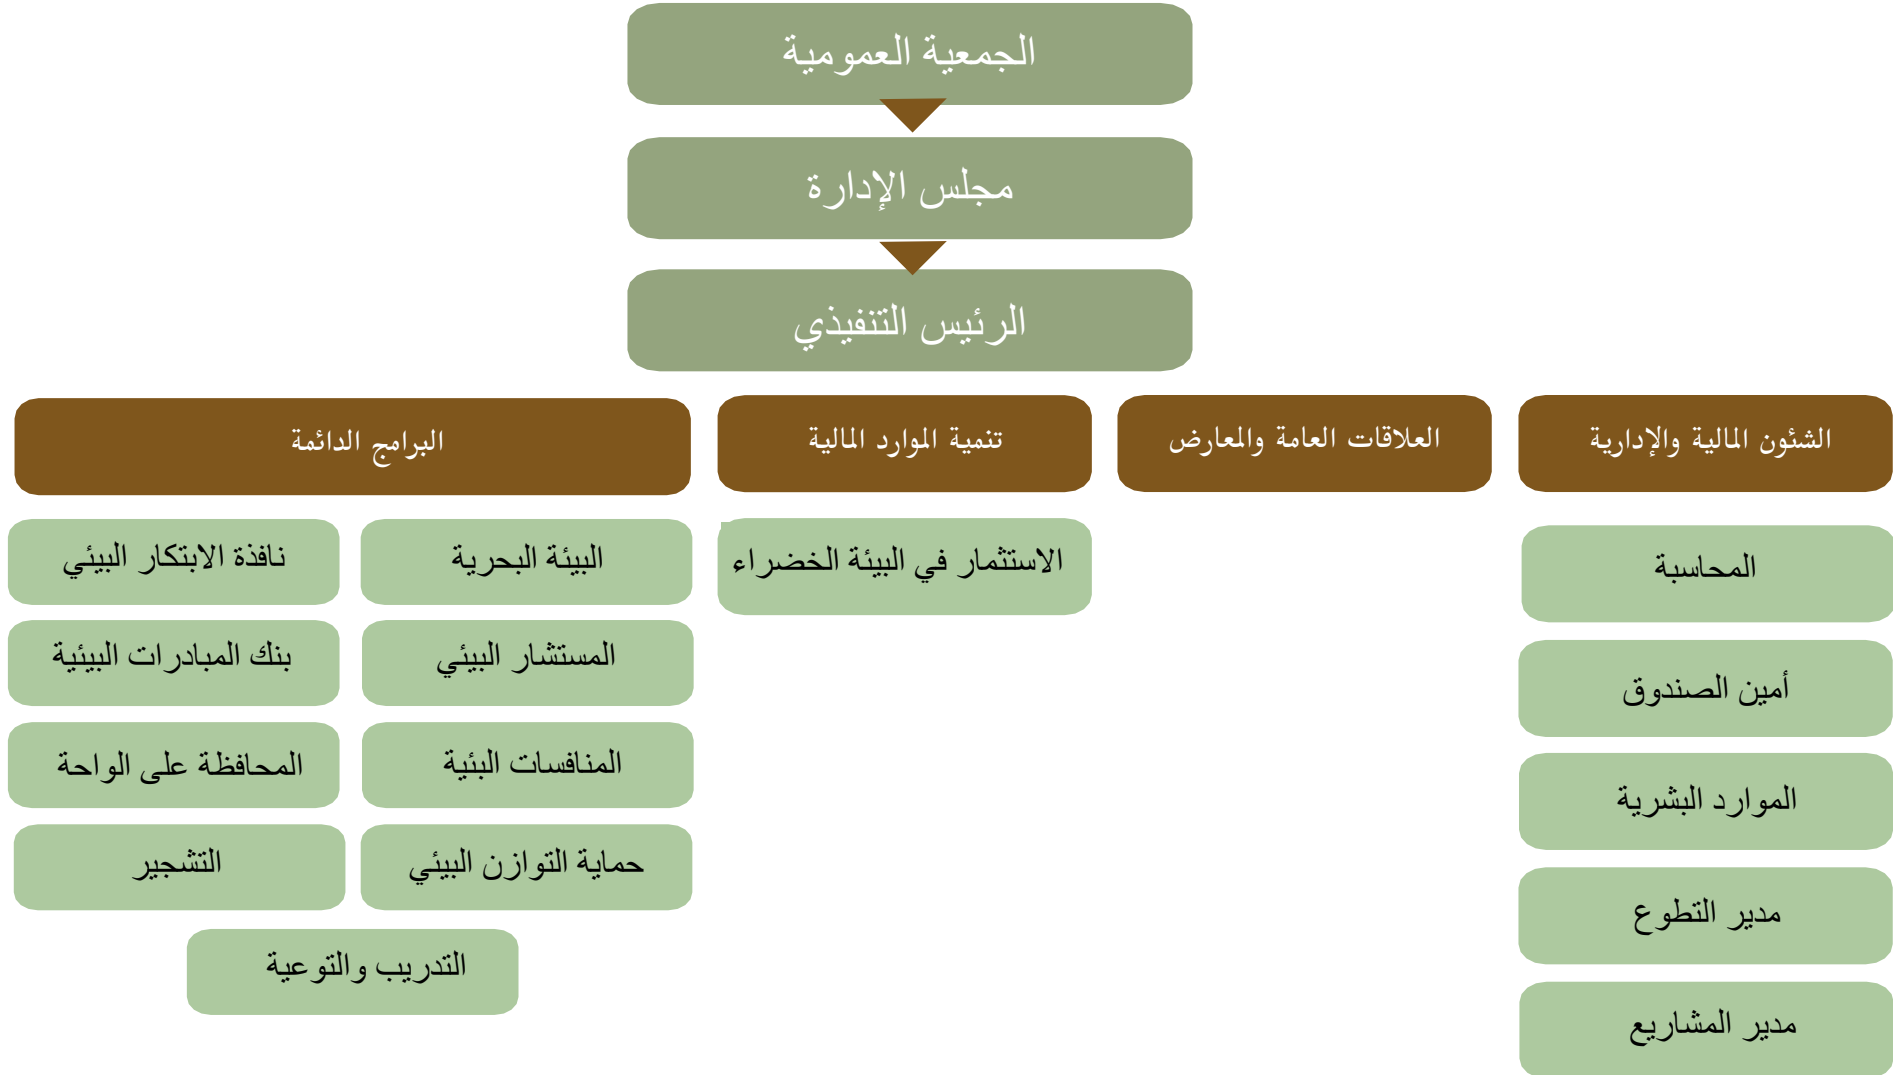 الجمعية العمومية
مجلس الإدارة
الرئيس التنفيذي
الشئون المالية والإدارية
العلاقات العامة والمعارض
تنمية الموارد المالية
البرامج الدائمة
المحاسبة
أمين الصندوق
الموارد البشرية
مدير التطوع
مدير المشاريع
الاستثمار في البيئة الخضراء
البيئة البحرية
نافذة الابتكار البيئي
المستشار البيئي
بنك المبادرات البيئية
المنافسات البئية
المحافظة على الواحة
حماية التوازن البيئي
التشجير
التدريب والتوعية